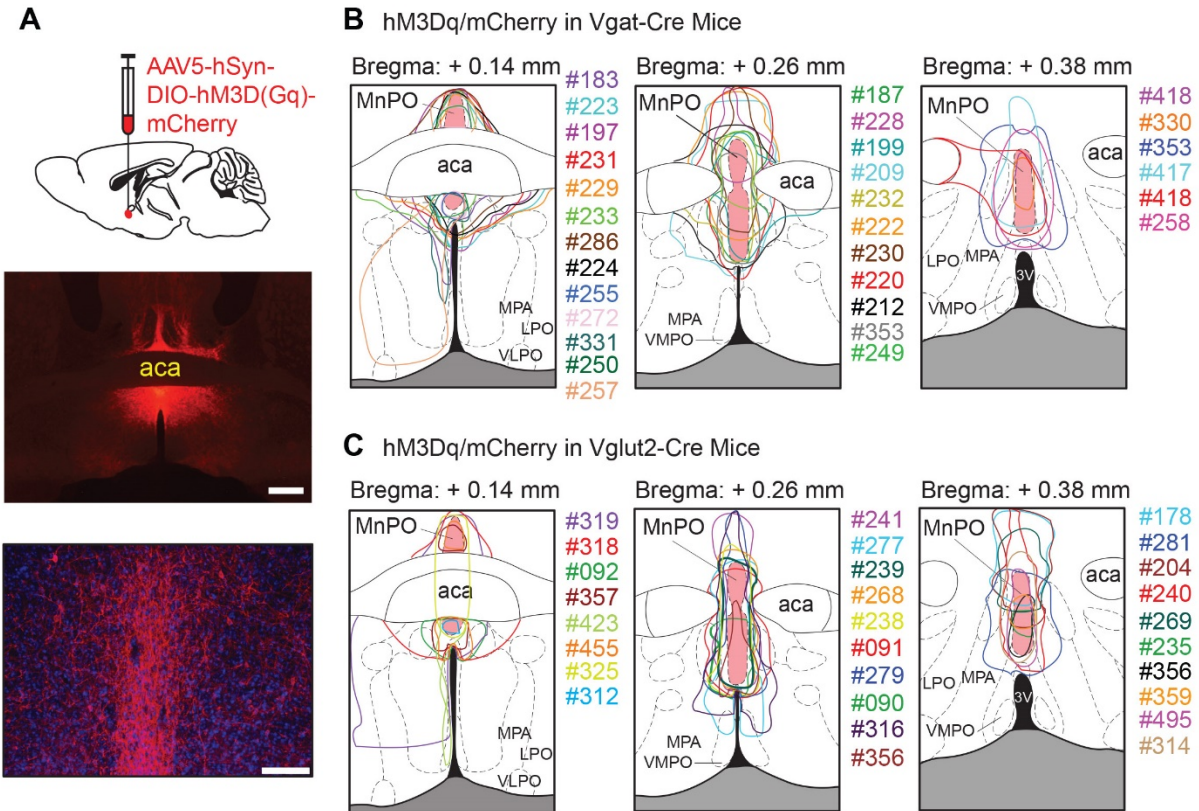 A
AAV5-hSyn-
DIO-hM3D(Gq)-
mCherry
aca
B hM3Dq/mCherry in Vgat-Cre Mice
Bregma: + 0.14 mm
MnPO
aca
MPA
LPO
VLPO
#183
#223
#197
#231
#229
#233
#286
#224
#255
#272
#331
#250
#257
Bregma: + 0.26 mm
MnPO
aca
MPA
VMPO
#187
#228
#199
#209
#232
#222
#230
#220
#212
#353
#249
Bregma: + 0.38 mm
MnPO
aca
LPO
MPA
3V
VMPO
#418
#330
#353
#417
#418
#258
C hM3Dq/mCherry in Vglut2-Cre Mice
Bregma: + 0.14 mm
MnPO
aca
MPA
LPO
VLPO
#319
#318
#092
#357
#423
#455
#325
#312
Bregma: + 0.26 mm
MnPO
aca
MPA
VMPO
#241
#277
#239
#268
#238
#091
#279
#090
#316
#356
Bregma: + 0.38 mm
MnPO
aca
LPO
MPA
3V
VMPO
#178
#281
#204
#240
#269
#235
#356
#359
#495
#314